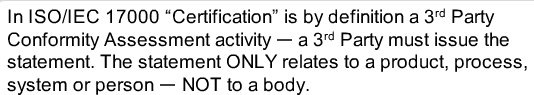 In ISO/IEC 17000 “Certification” is by definition a 3rd Party
Conformity Assessment activity — a 3rd Party must issue the
statement. The statement ONLY relates to a product, process,
system or person — NOT to a body.